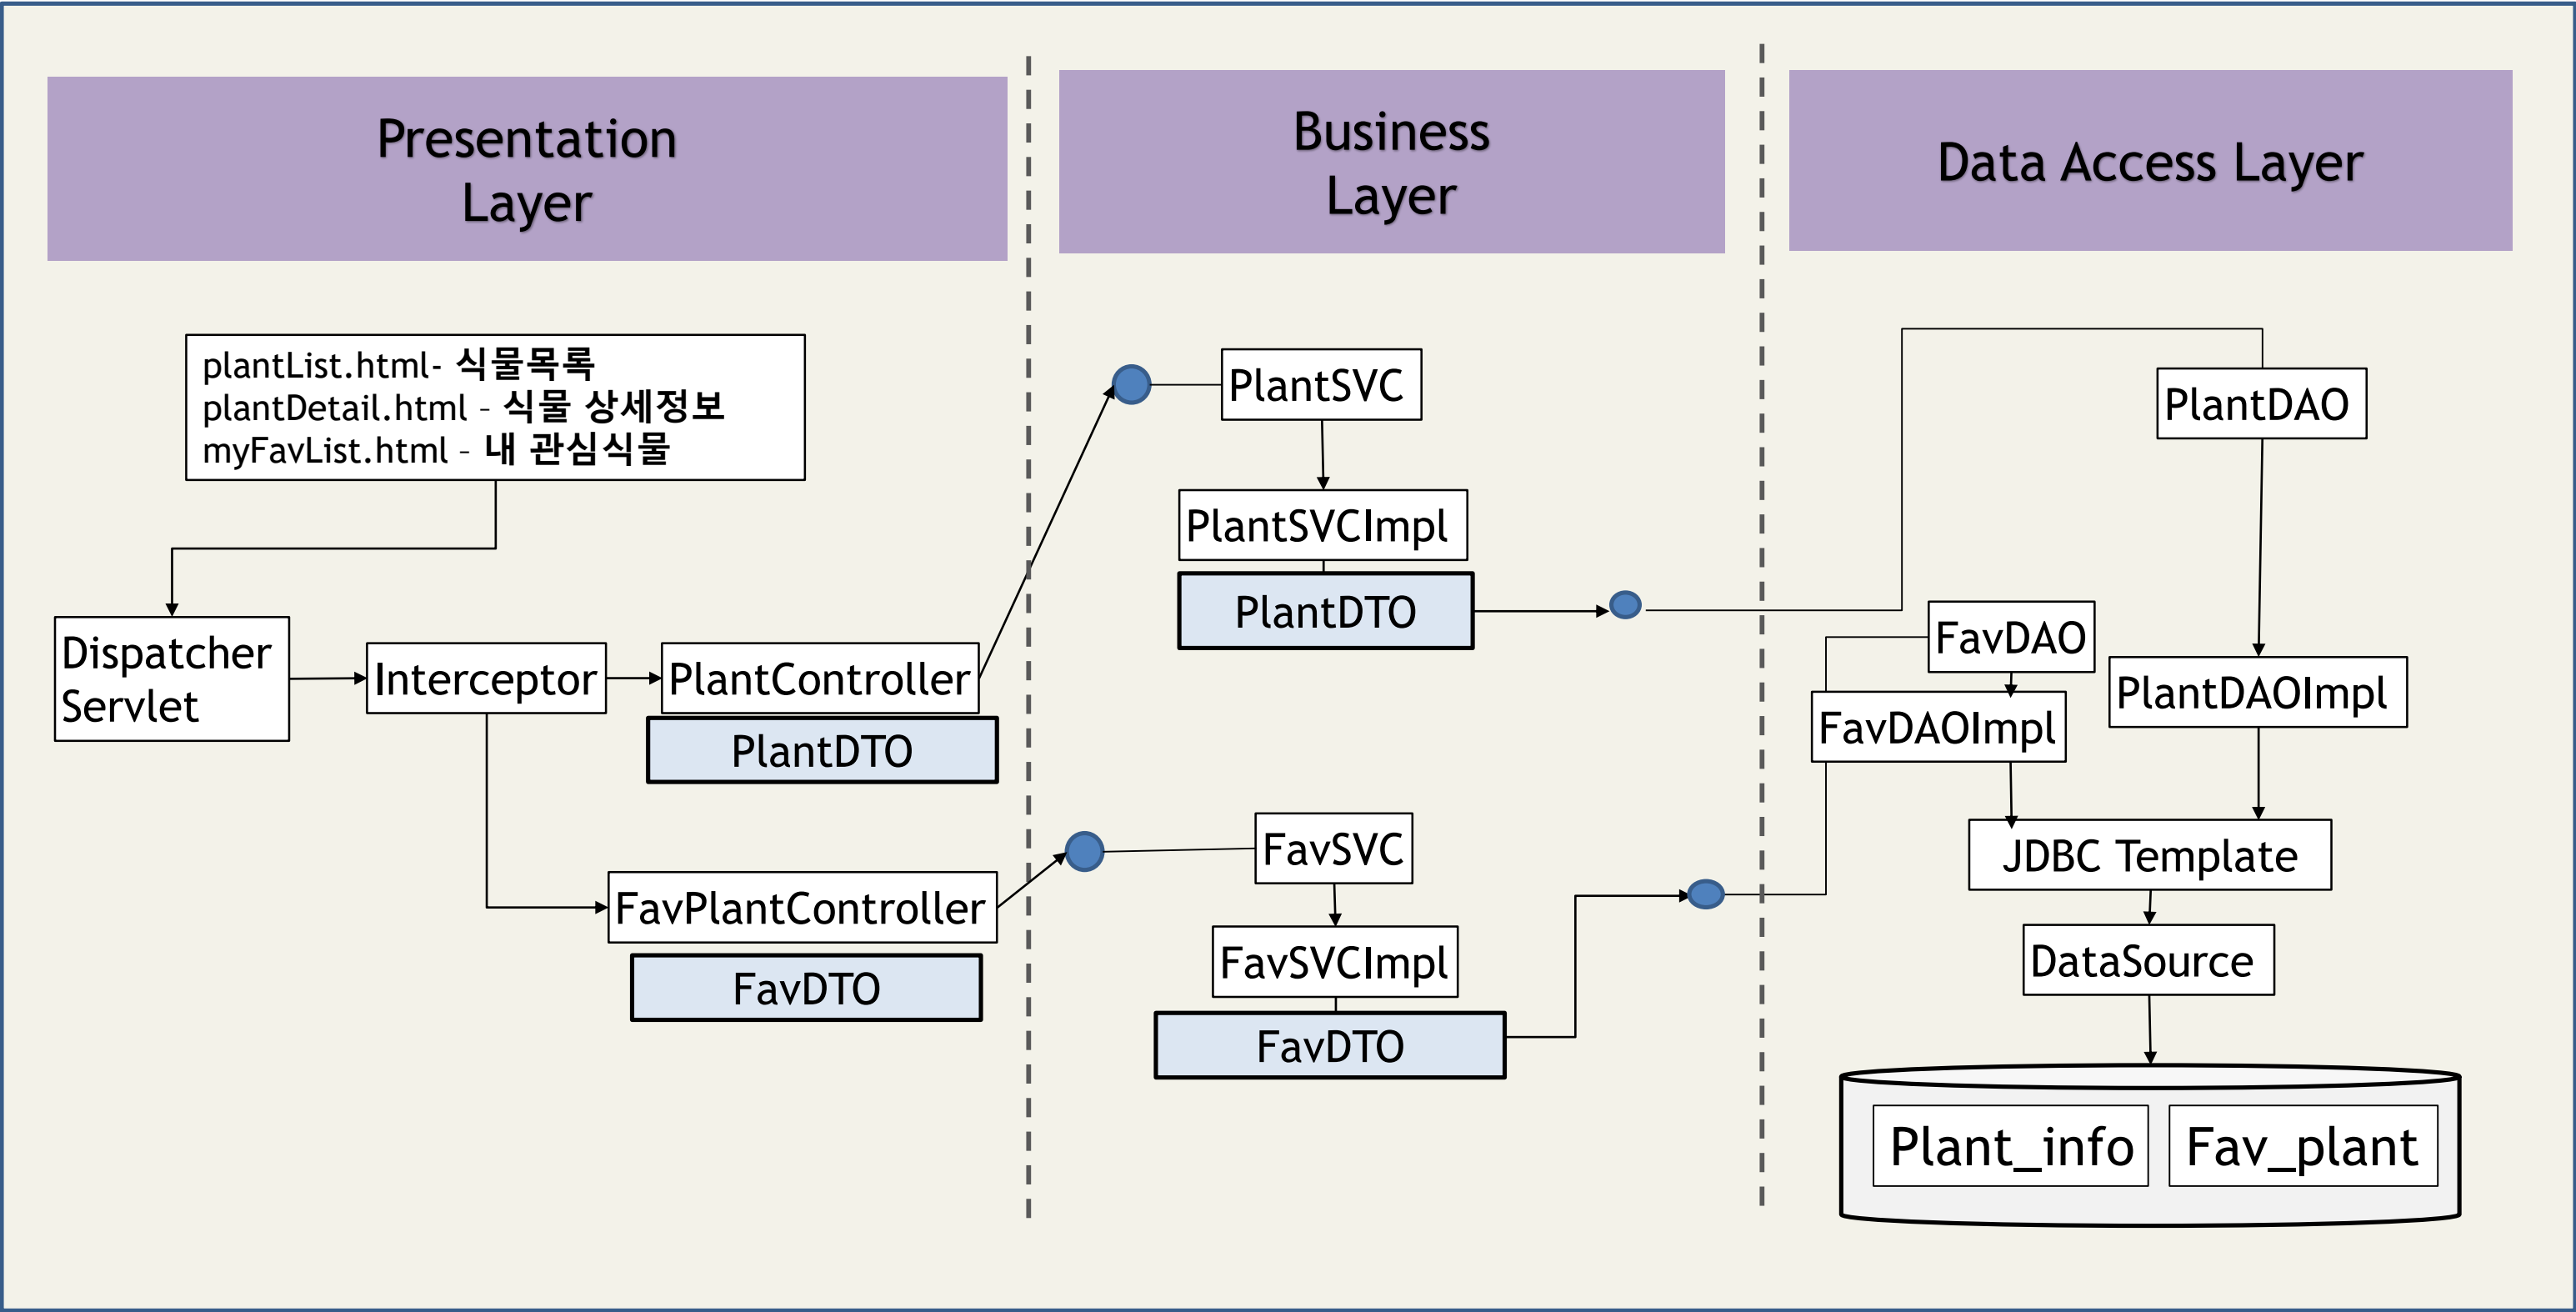 Presentation
Layer
Business
Layer
Data Access Layer
plantList.html- 식물목록
plantDetail.html - 식물 상세정보
myFavList.html - 내 관심식물
Dispatcher
Servlet
Interceptor
PlantController
PlantDTO
FavPlantController
FavDTO
PlantSVC
PlantSVCImpl
PlantDTO
FavSVC
FavSVCImpl
FavDTO
PlantDAO
FavDAO
PlantDAOImpl
FavDAOImpl
JDBC Template
DataSource
Plant_info
Fav_plant